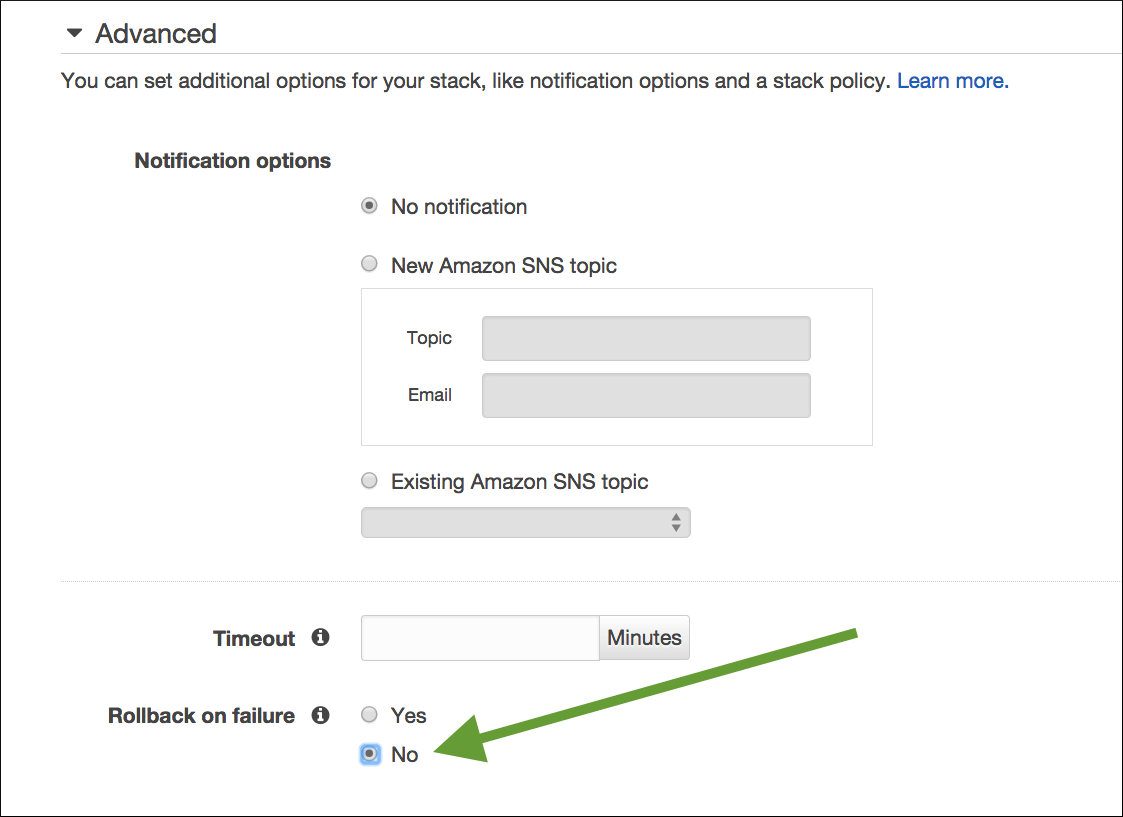 Advanced
You can set additional options for your stack, like notification options and a stack policy. Learn more.
Notification options
No notification
New Amazon SNS topic
Topic
Email
Existing Amazon SNS topic
Timeout
Minutes
Rollback on failure
Yes
No